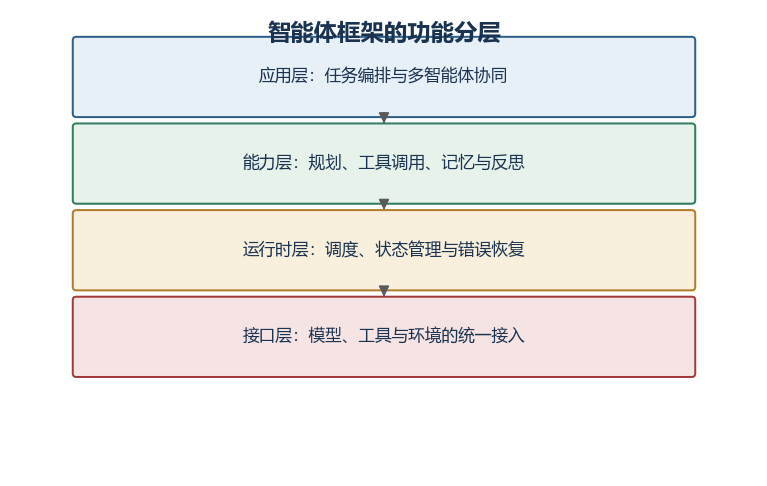 智能体框架的功能分层
应用层：任务编排与多智能体协同
能力层：规划、工具调用、记忆与反思
运行时层：调度、状态管理与错误恢复
接口层：模型、工具与环境的统一接入